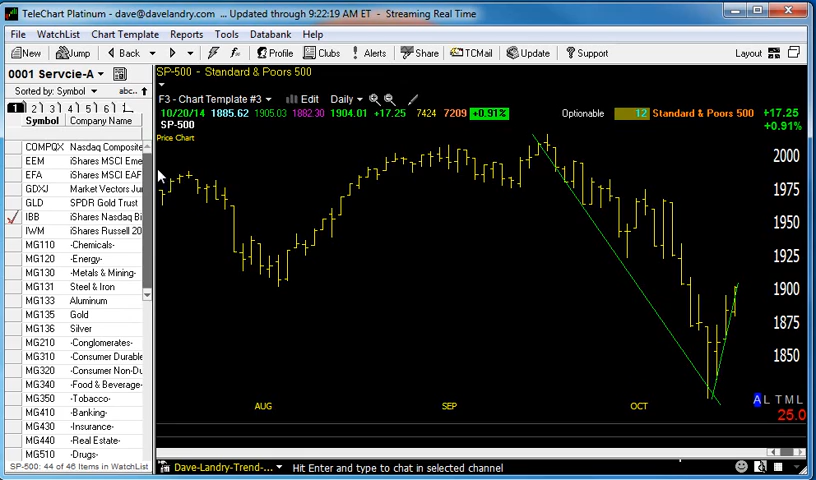 TeleChart Platinum - dave@davelandry.com ... Updated through 9:22:19 AM ET - Streaming Real Time
File WatchList Chart Template Reports Tools Databank Help
New Jump Back Profile Clubs Alerts Share TCMail Update Support Layout
0001 Servcie-A
Sorted by: Symbol abc..
1 2 3 4 5 6
Symbol Company Name
COMPQX Nasdaq Composite
EEM iShares MSCI Eme
EFA iShares MSCI EAF
GDXJ Market Vectors Jun
GLD SPDR Gold Trust
IBB iShares Nasdaq Bi
IWM iShares Russell 20
MG110 -Chemicals-
MG120 -Energy-
MG130 -Metals & Mining-
MG131 Steel & Iron
MG133 Aluminum
MG135 Gold
MG136 Silver
MG210 -Conglomerates-
MG310 -Consumer Durable
MG320 -Consumer Non-Du
MG340 -Food & Beverage-
MG350 -Tobacco-
MG410 -Banking-
MG430 -Insurance-
MG440 -Real Estate-
MG510 -Drugs-
SP-500: 44 of 46 Items in WatchList
SP-500 - Standard & Poors 500
F3 - Chart Template #3 Edit Daily
10/20/14 1885.62 1905.03 1882.30 1904.01 +17.25 7424 7209 +0.91% Optionable 12 Standard & Poors 500 +17.25
+0.91%
SP-500
Price Chart
2000
1975
1950
1925
1900
1875
1850
A L T M L
25.0
AUG SEP OCT
Dave-Landry-Trend-... Hit Enter and type to chat in selected channel